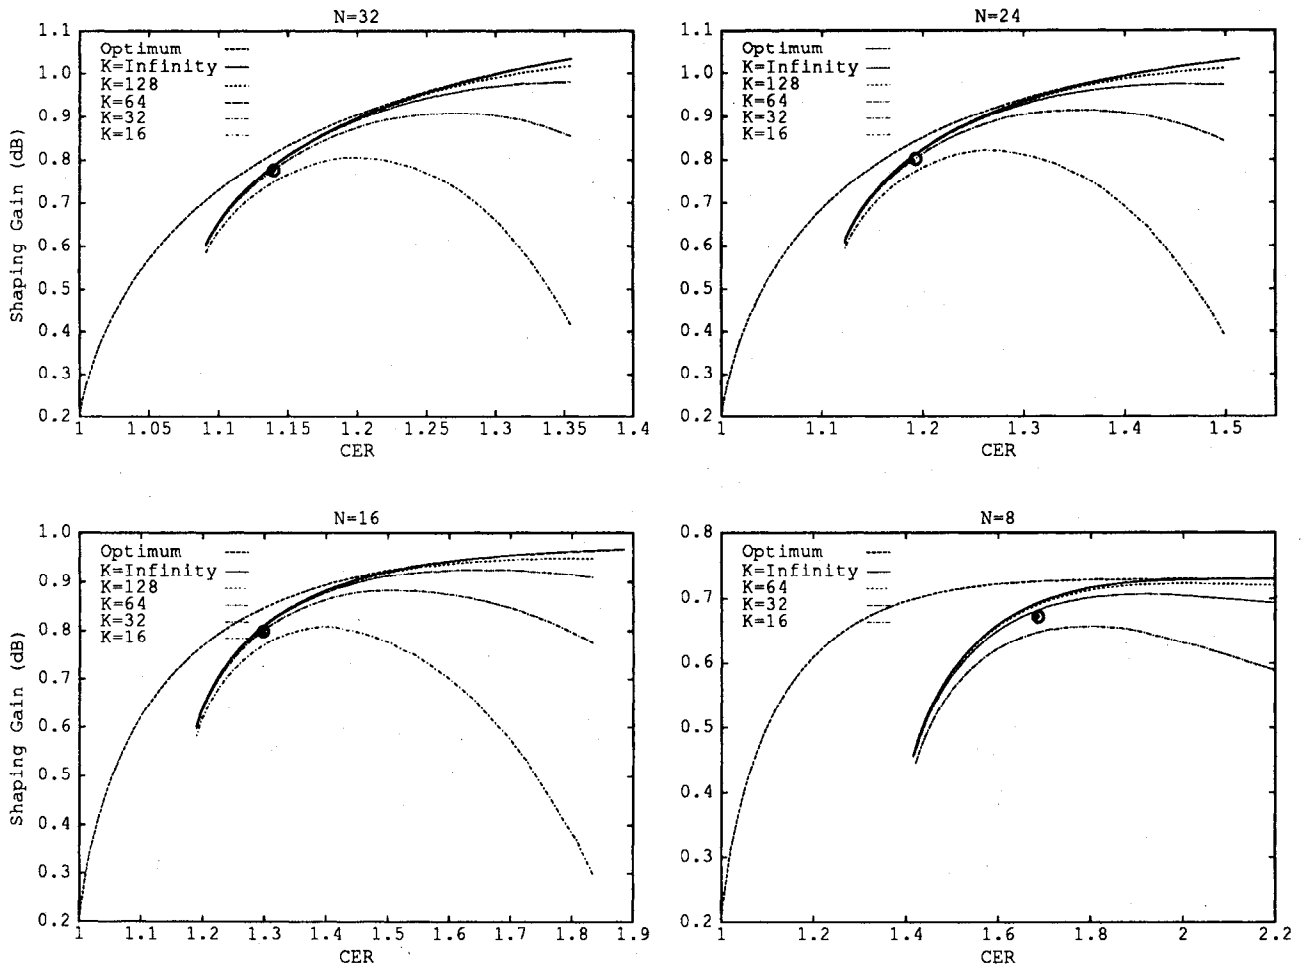 N=32
1.1
1.0
0.9
0.8
0.7
0.6
0.5
0.4
0.3
0.2
Optimum
K=Infinity
K=128
K=64
K=32
K=16
Shaping Gain (dB)
1 1.05 1.1 1.15 1.2 1.25 1.3 1.35 1.4
CER
N=24
1.1
1.0
0.9
0.8
0.7
0.6
0.5
0.4
0.3
0.2
Optimum
K=Infinity
K=128
K=64
K=32
K=16
1 1.1 1.2 1.3 1.4 1.5
CER
N=16
1.0
0.9
0.8
0.7
0.6
0.5
0.4
0.3
0.2
Optimum
K=Infinity
K=128
K=64
K=32
K=16
Shaping Gain (dB)
1 1.1 1.2 1.3 1.4 1.5 1.6 1.7 1.8 1.9
CER
N=8
0.8
0.7
0.6
0.5
0.4
0.3
0.2
Optimum
K=Infinity
K=64
K=32
K=16
1 1.2 1.4 1.6 1.8 2 2.2
CER